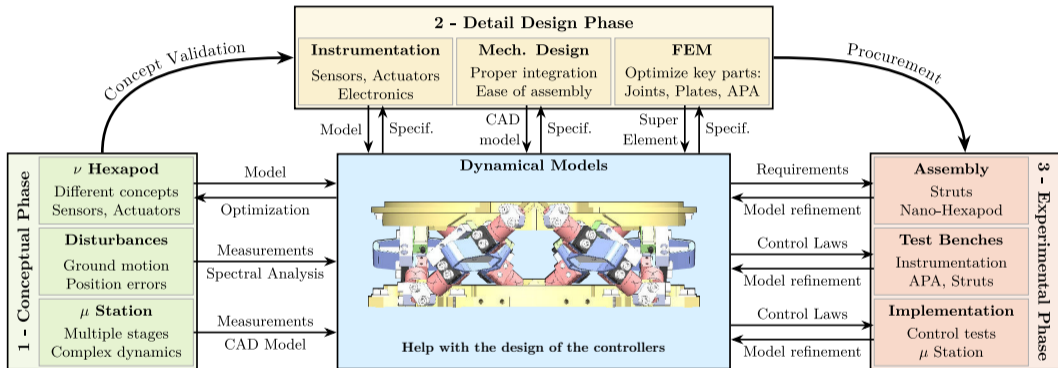 2 - Detail Design Phase
Instrumentation
Sensors, Actuators
Electronics
Mech. Design
Proper integration
Ease of assembly
FEM
Optimize key parts:
Joints, Plates, APA
Concept Validation
Procurement
Model
Specif.
CAD
model
Specif.
Super
Element
Specif.
1 - Conceptual Phase
ν Hexapod
Different concepts
Sensors, Actuators
Disturbances
Ground motion
Position errors
μ Station
Multiple stages
Complex dynamics
Model
Optimization
Measurements
Spectral Analysis
Measurements
CAD Model
Dynamical Models
Help with the design of the controllers
Requirements
Model refinement
Control Laws
Model refinement
Control Laws
Model refinement
Assembly
Struts
Nano-Hexapod
Test Benches
Instrumentation
APA, Struts
Implementation
Control tests
μ Station
3 - Experimental Phase